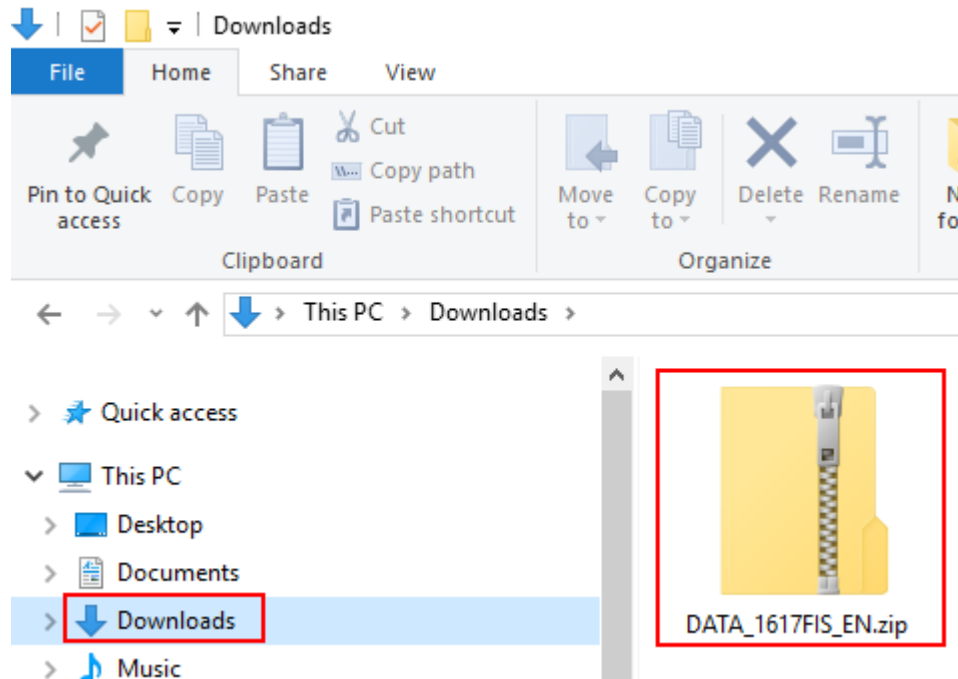 Downloads
File Home Share View
Cut
Copy path
Paste shortcut
Pin to Quick access
Copy
Paste
Move to
Copy to
Delete
Rename
Clipboard
Organize
This PC Downloads
Quick access
This PC
Desktop
Documents
Downloads
Music
DATA_1617FIS_EN.zip